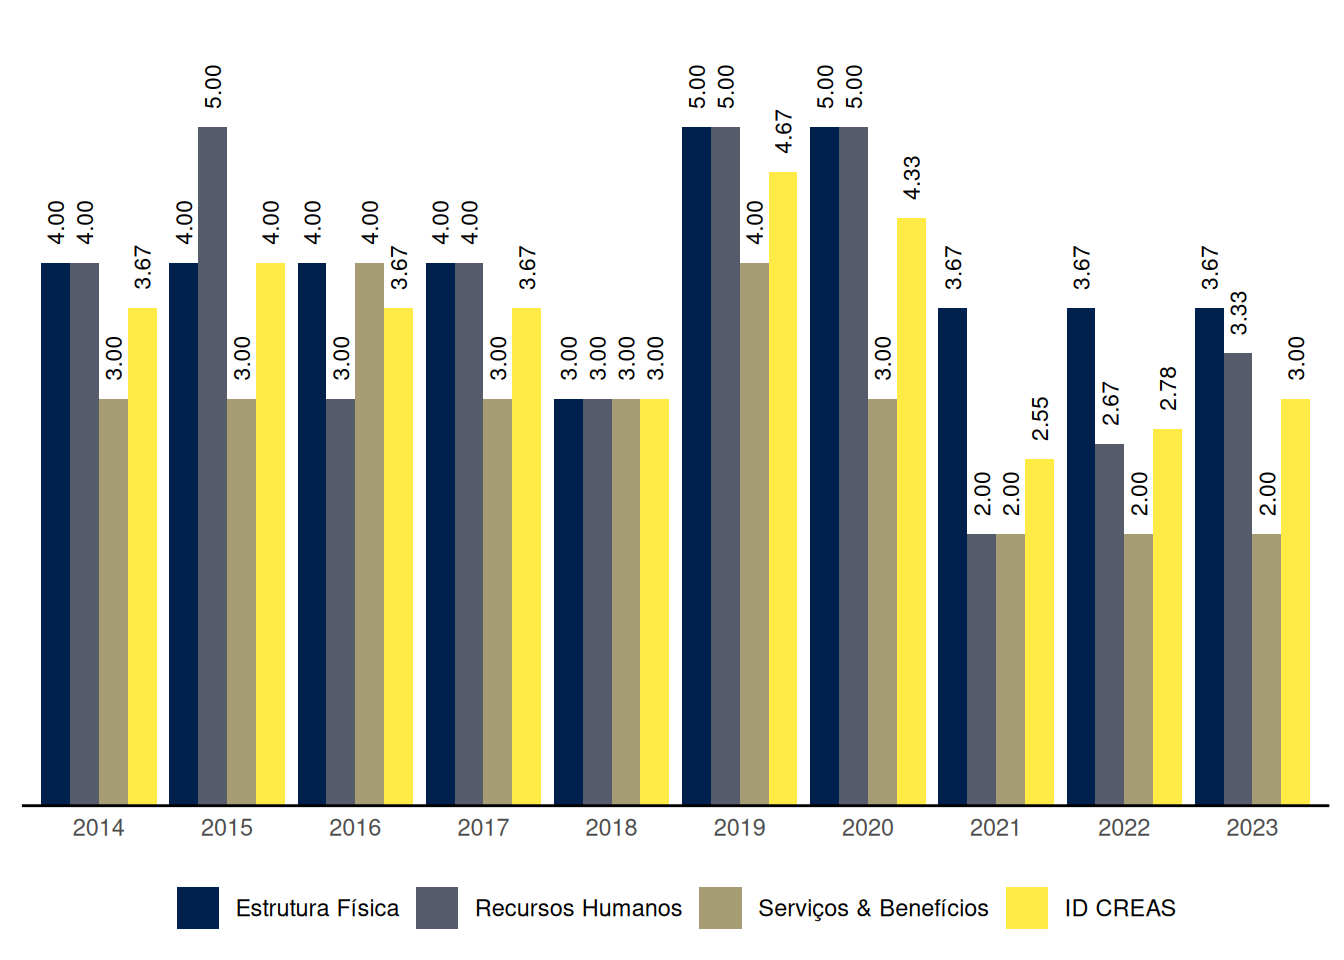 5.00 5.00 5.00 5.00 5.00
4.67
4.33
4.00 4.00 4.00 4.00 4.00 4.00 4.00 4.00 4.00
3.67 3.67 3.67 3.67 3.67 3.67
3.33
3.00 3.00 3.00 3.00 3.00 3.00 3.00 3.00 3.00 3.00
2.78
2.67
2.55
2.00 2.00 2.00 2.00
2014 2015 2016 2017 2018 2019 2020 2021 2022 2023
Estrutura Física Recursos Humanos Serviços & Benefícios ID CREAS